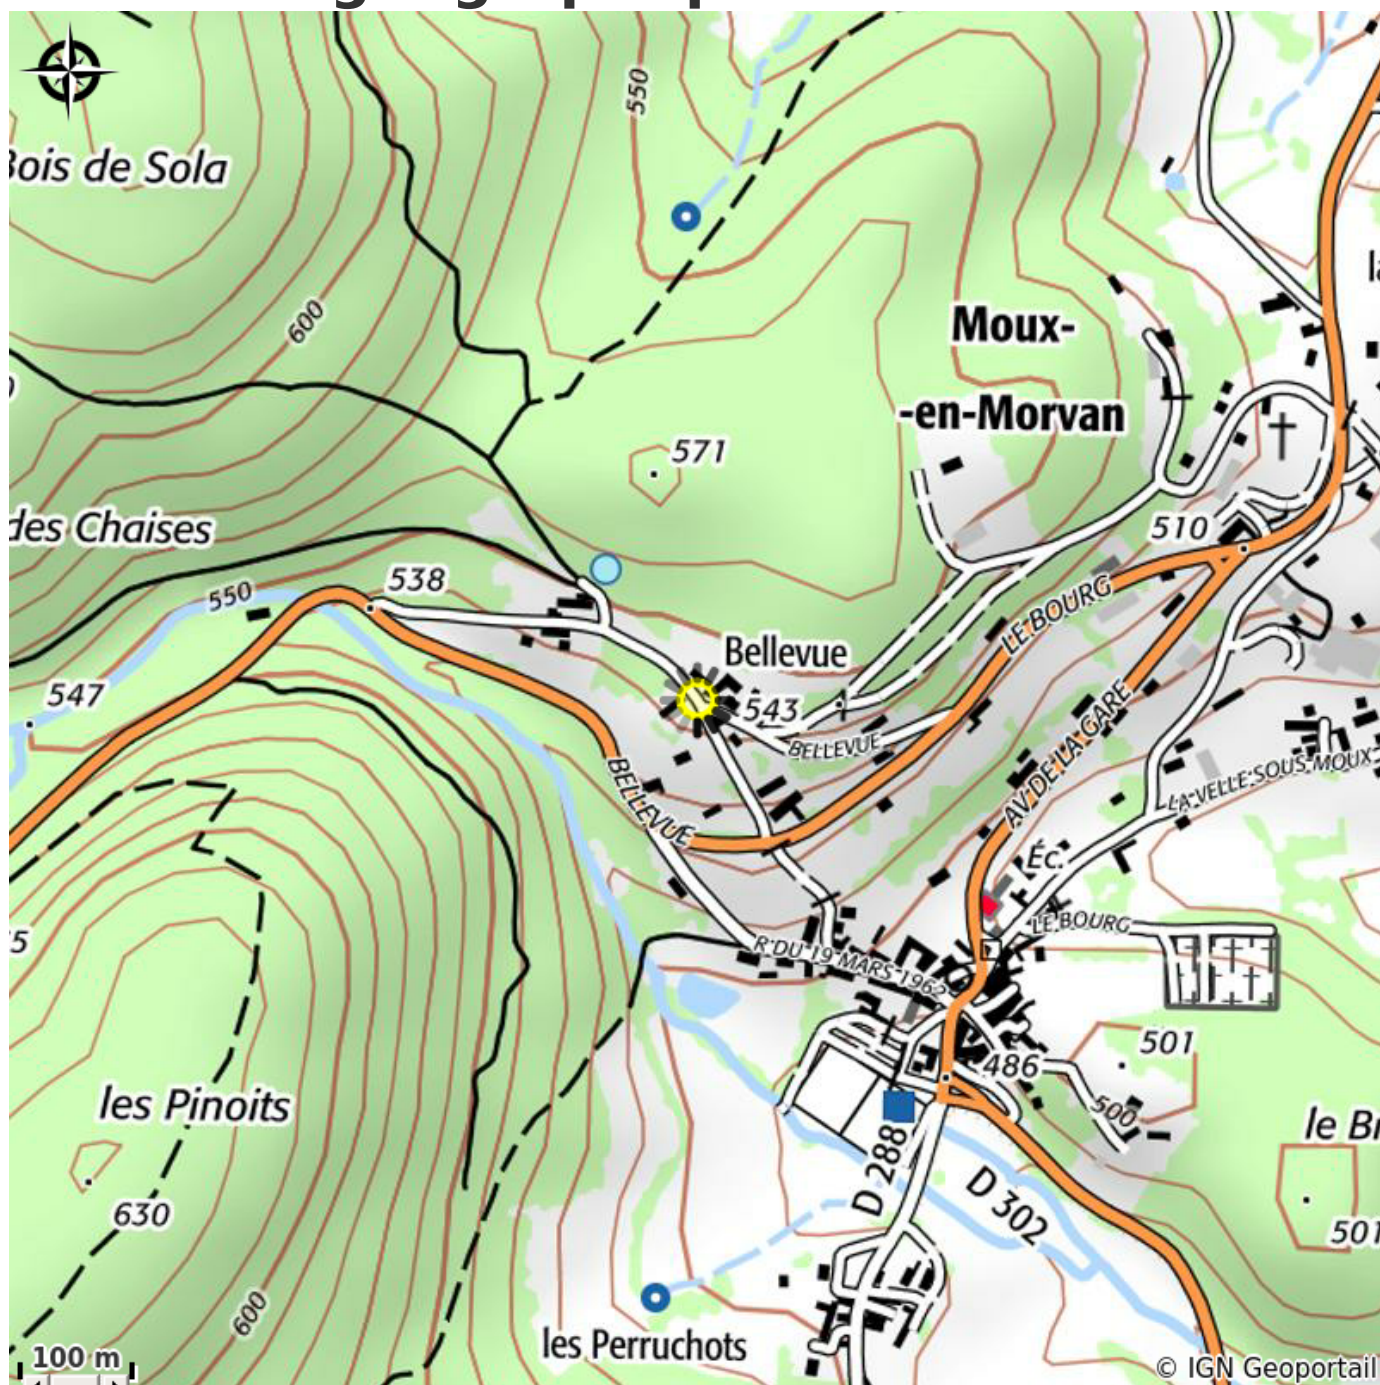 550
Bois de Sola
600
Moux-
-en-Morvan
571
510
des Chaises
538
550
LE BOURG
Bellevue
547
543
BELLEVUE
AV DE LA GARE
BELLEVUE
LA VELLE SOUS MOUX
Éc.
LE BOURG
R DU 19 MARS 1962
501
486
500
les Pinoits
le Br
D 288
D 302
630
501
600
les Perruchots
100 m
© IGN Geoportail